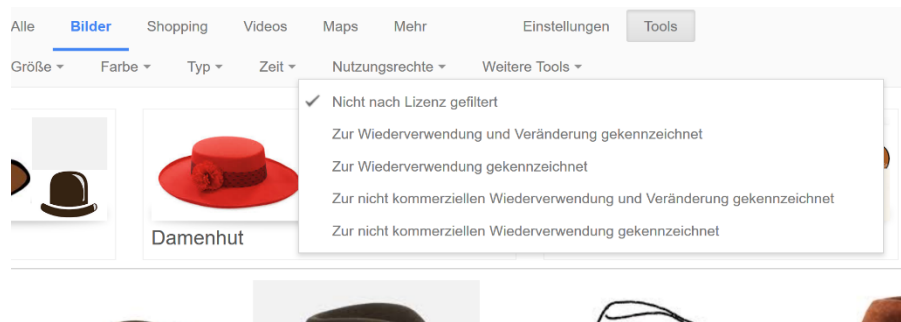 Alle Bilder Shopping Videos Maps Mehr Einstellungen Tools
Größe Farbe Typ Zeit Nutzungsrechte Weitere Tools
Nicht nach Lizenz gefiltert
Zur Wiederverwendung und Veränderung gekennzeichnet
Zur Wiederverwendung gekennzeichnet
Zur nicht kommerziellen Wiederverwendung und Veränderung gekennzeichnet
Zur nicht kommerziellen Wiederverwendung gekennzeichnet
Damenhut